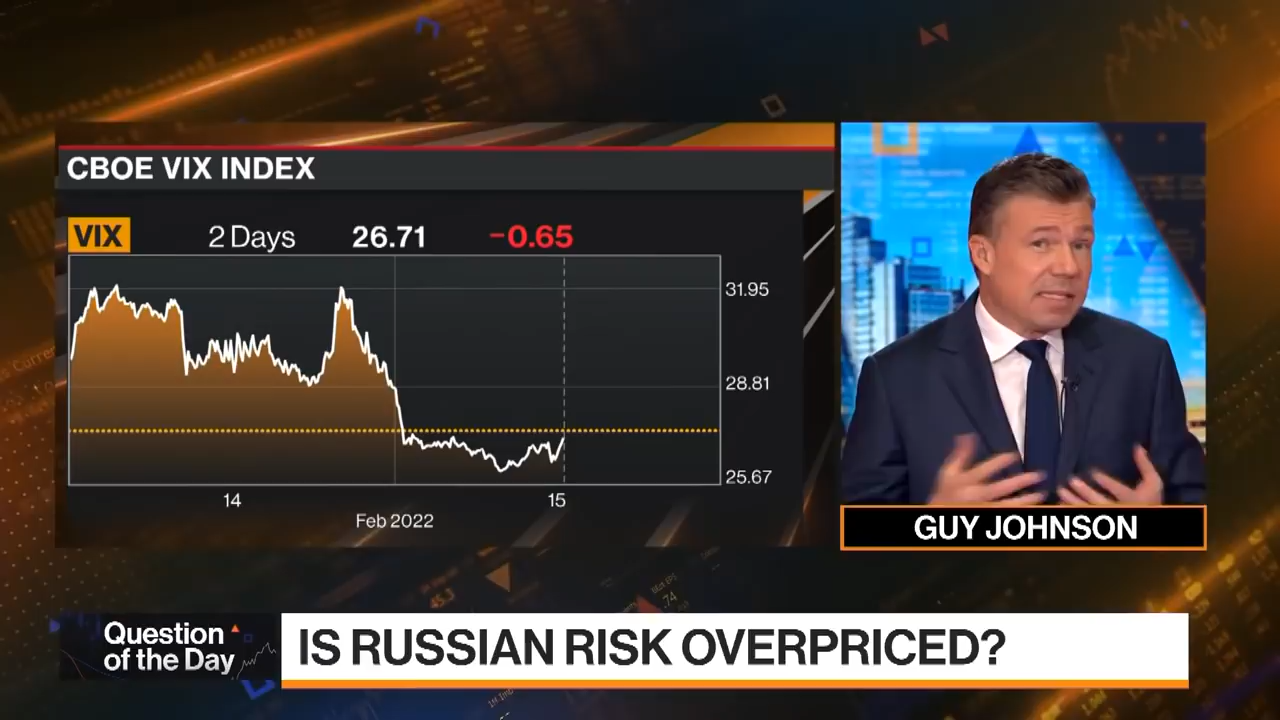 CBOE VIX INDEX
VIX 2 Days 26.71 -0.65
31.95
28.81
25.67
14 15
Feb 2022
GUY JOHNSON
Question
of the Day
IS RUSSIAN RISK OVERPRICED?